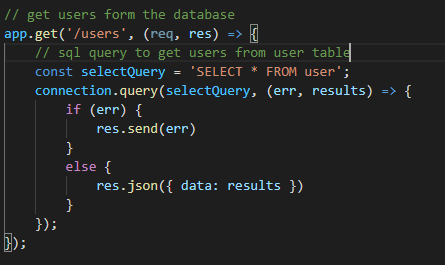 // get users form the database
app.get('/users', (req, res) => {
    // sql query to get users from user table
    const selectQuery = 'SELECT * FROM user';
    connection.query(selectQuery, (err, results) => {
        if (err) {
            res.send(err)
        }
        else {
            res.json({ data: results })
        }
    });
});